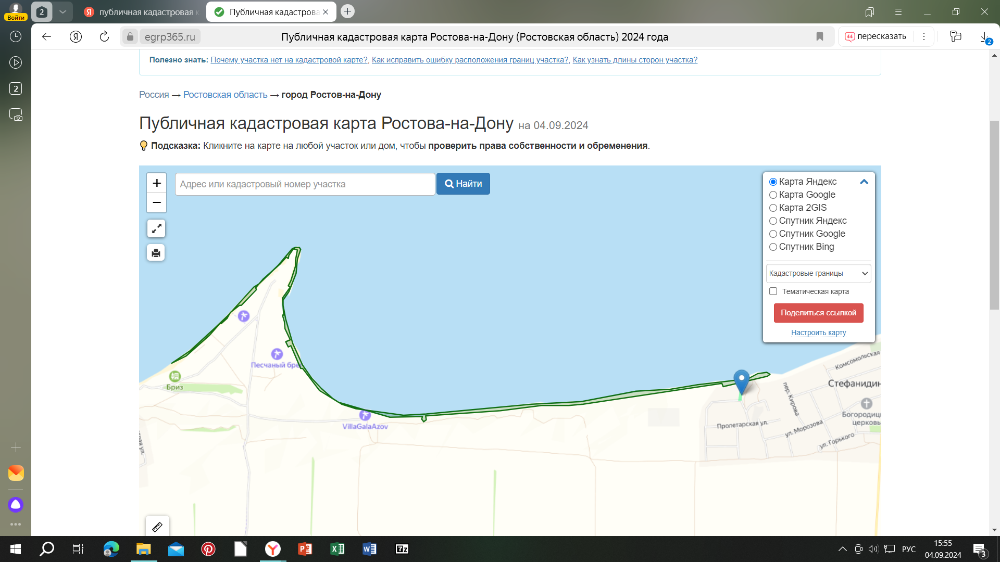 2
публичная кадастровая к
Публичная кадастрова
Войти
Я
egrp365.ru
Публичная кадастровая карта Ростова-на-Дону (Ростовская область) 2024 года
пересказать
2
2
Полезно знать: Почему участка нет на кадастровой карте?, Как исправить ошибку расположения границ участка?, Как узнать длины сторон участка?
Россия → Ростовская область → город Ростов-на-Дону
Публичная кадастровая карта Ростова-на-Дону на 04.09.2024
Подсказка: Кликните на карте на любой участок или дом, чтобы проверить права собственности и обременения.
+
−
Адрес или кадастровый номер участка
Найти
Карта Яндекс
Карта Google
Карта 2GIS
Спутник Яндекс
Спутник Google
Спутник Bing
Кадастровые границы
Тематическая карта
Поделиться ссылкой
Настроить карту
Песчаный бре
Бриз
VillaGalaAzov
Комсомольская
Стефанидин
пер. Кирова
Богородиц
церковь
Пролетарская ул.
ул. Морозова
ул. Горького
РУС
15:55
04.09.2024
3
7z